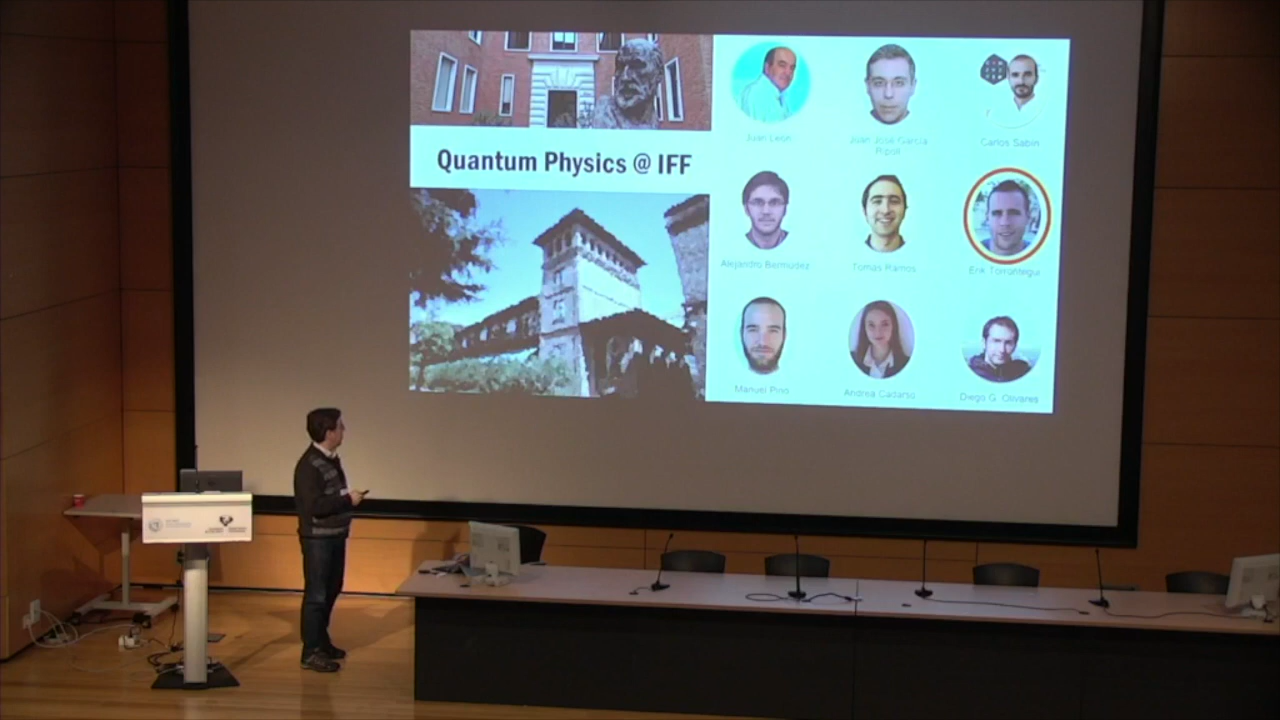 Quantum Physics @ IFF
Juan León
Juan José García
Ripoll
Carlos Sabín
Alejandro Bermúdez
Tomás Ramos
Erik Torrontegui
Manuel Pino
Andrea Cadarso
Diego G. Olivares